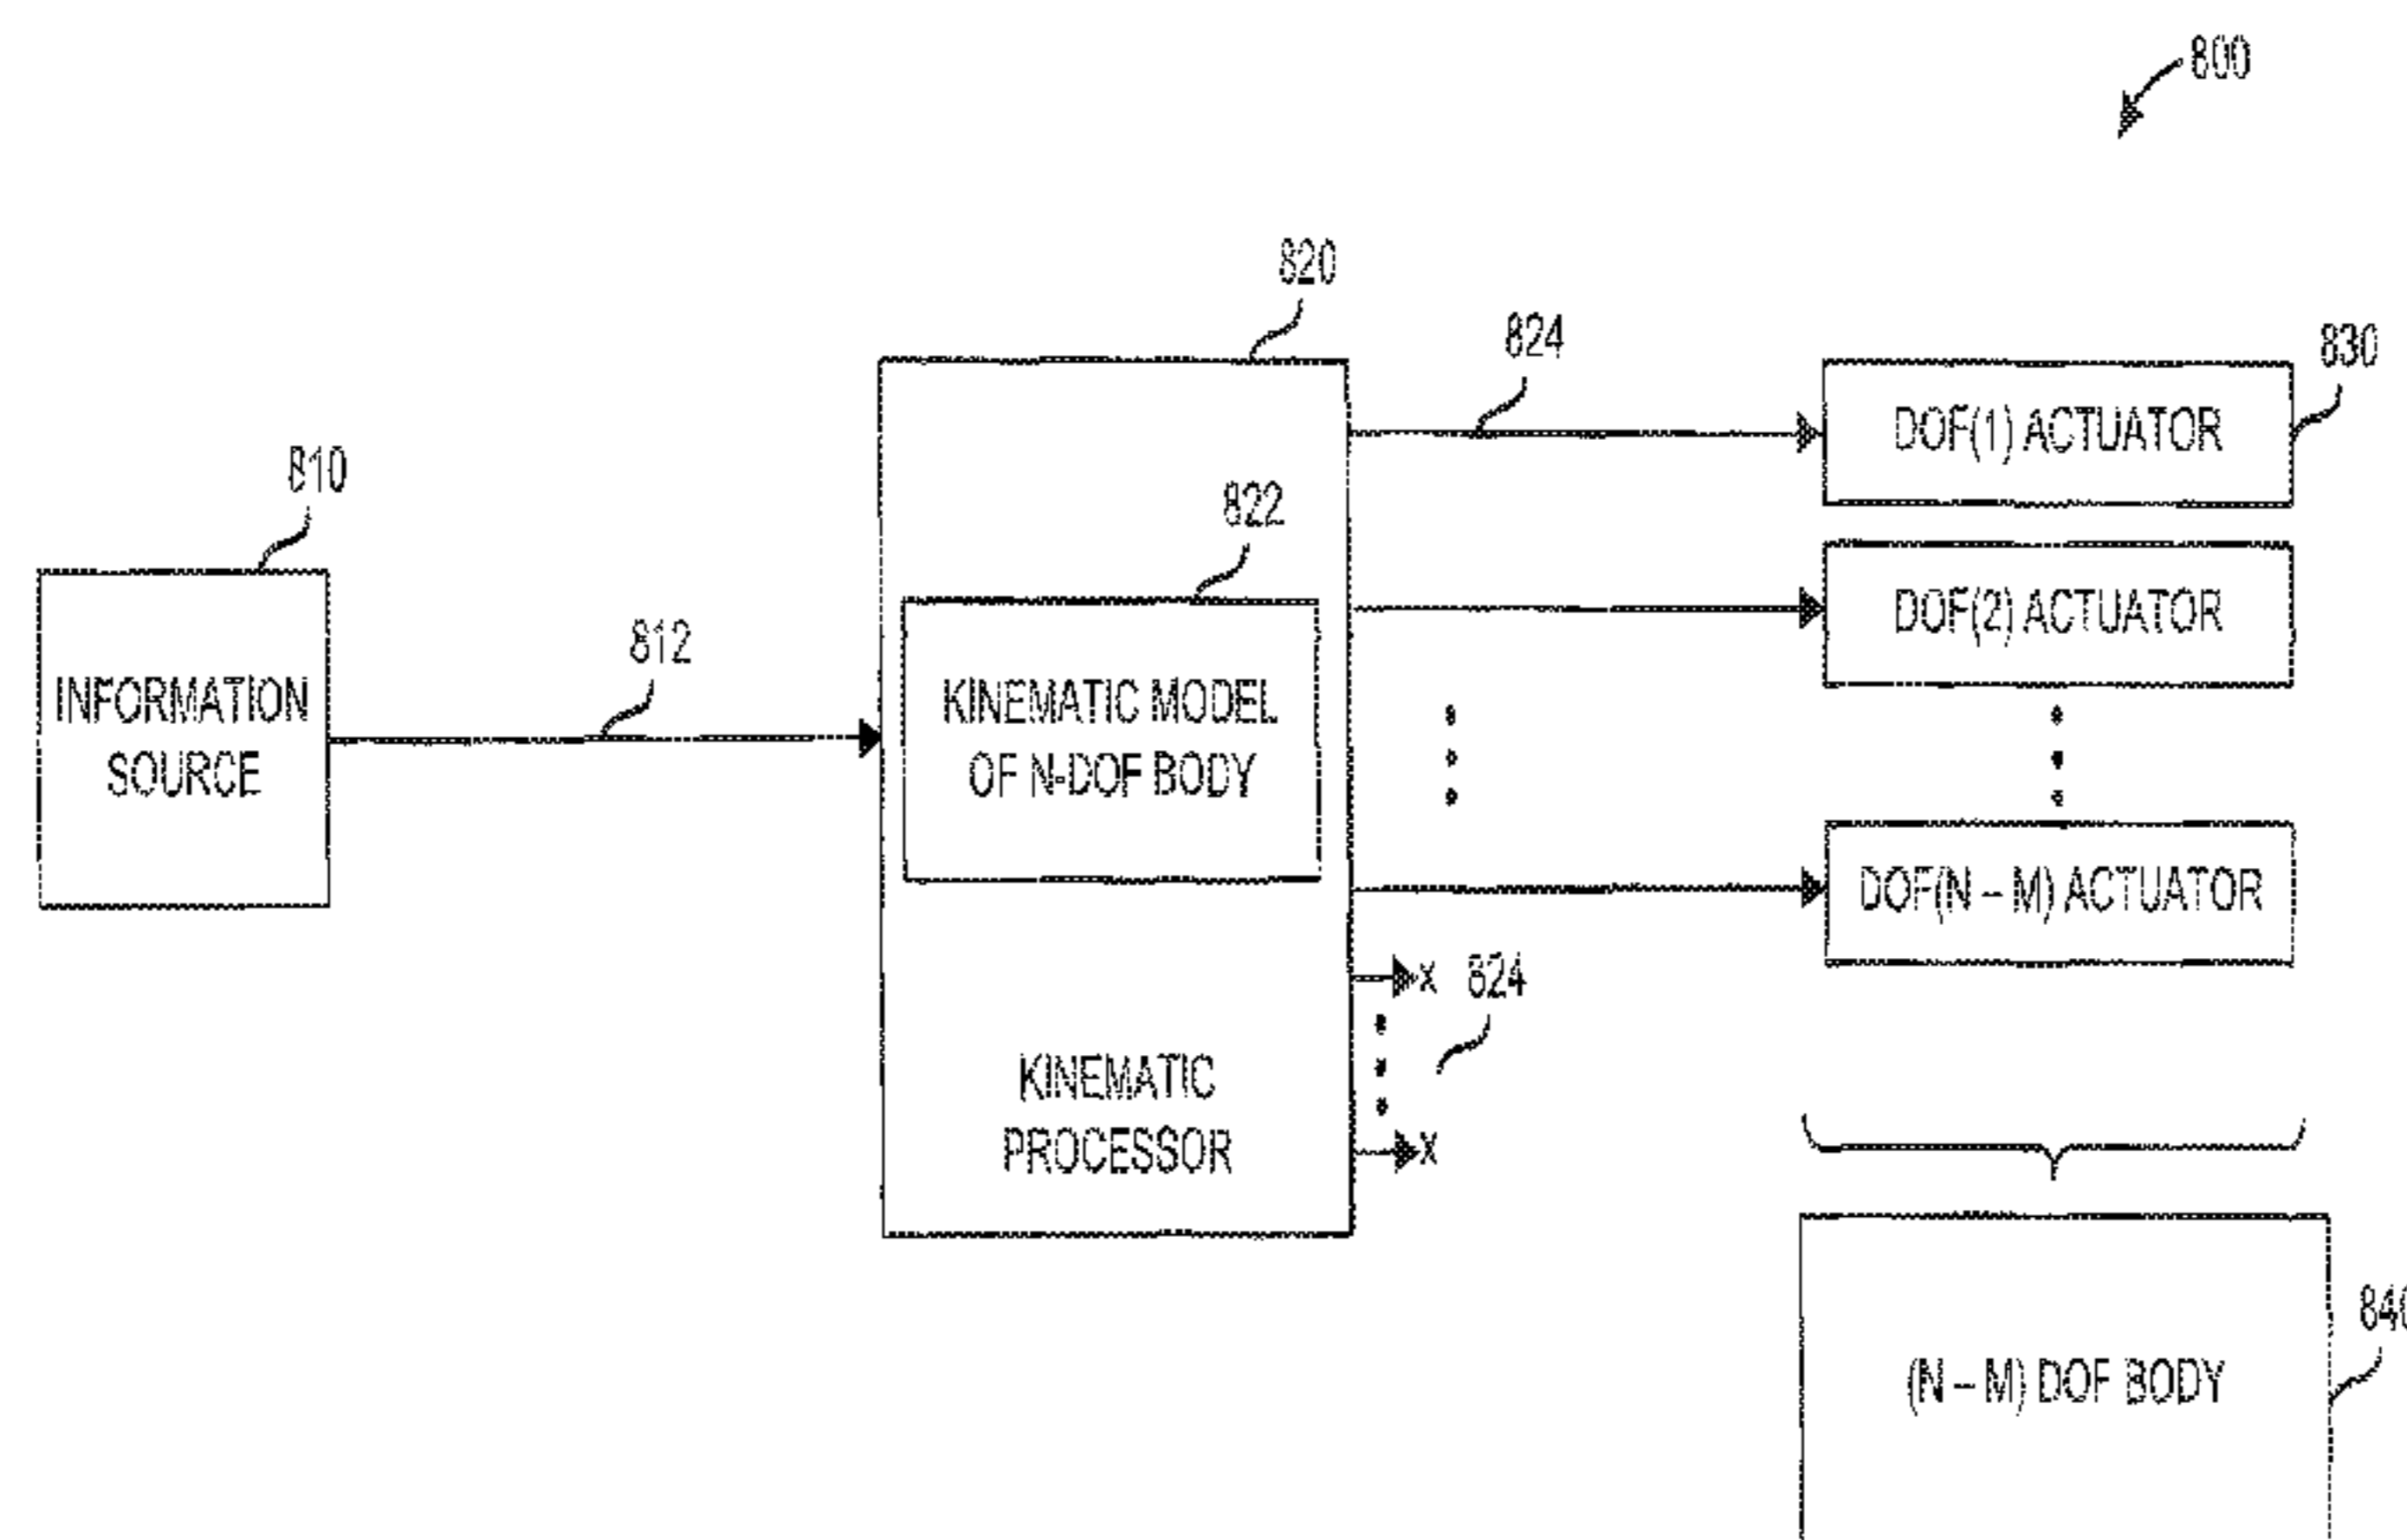 800
820
824
830
DOF(1) ACTUATOR
810
822
DOF(2) ACTUATOR
812
INFORMATION
SOURCE
KINEMATIC MODEL
OF N-DOF BODY
DOF(N – M) ACTUATOR
X
824
KINEMATIC
PROCESSOR
X
840
(N – M) DOF BODY